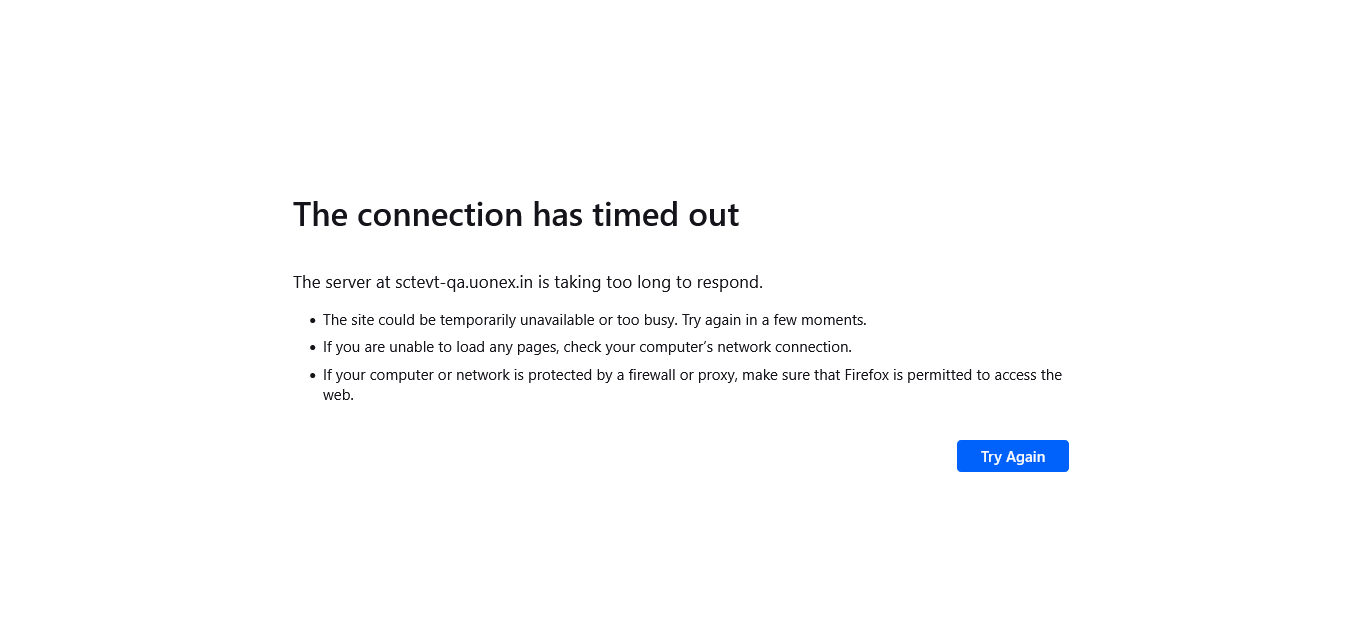 The connection has timed out
The server at sctevt-qa.uonex.in is taking too long to respond.
• The site could be temporarily unavailable or too busy. Try again in a few moments.
• If you are unable to load any pages, check your computer’s network connection.
• If your computer or network is protected by a firewall or proxy, make sure that Firefox is permitted to access the
web.
Try Again